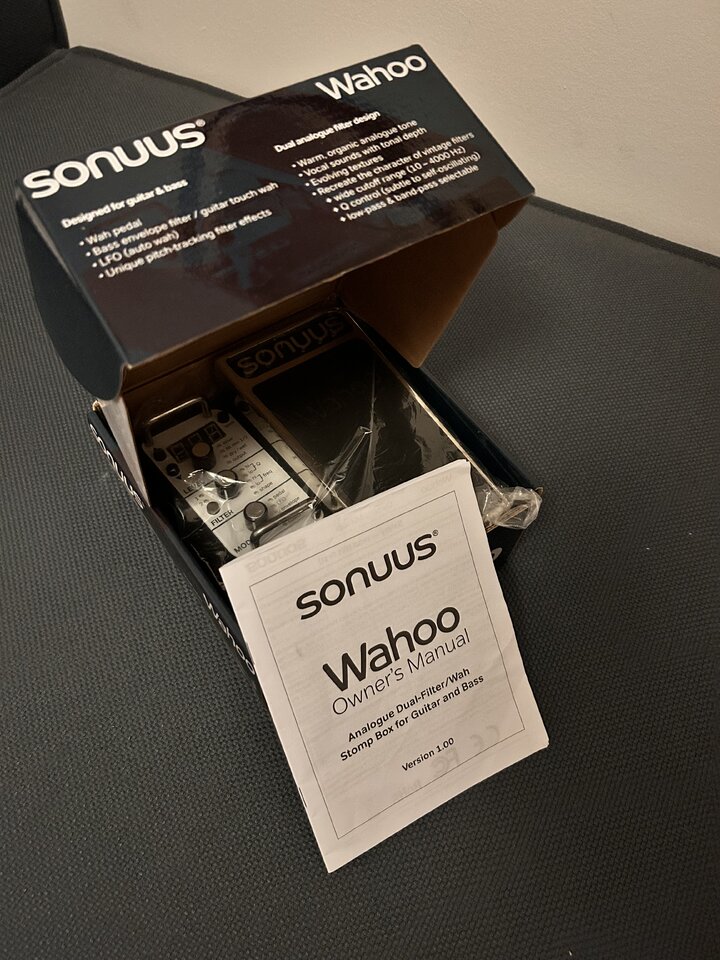 sonuus®
Wahoo
Designed for guitar & bass
• Wah pedal
• Bass envelope filter / guitar touch wah
• LFO (auto wah)
• Unique pitch-tracking filter effects
Dual analogue filter design
• Warm, organic analogue tone
• Vocal sounds with tonal depth
• Evolving textures
• Recreate the character of vintage filters
+ wide cutoff range (10 – 4000 Hz)
+ Q control (subtle to self-oscillating)
+ low-pass & band-pass selectable
sonuus
sonuus
FILTER
Wahoo
sonuus®
Wahoo
Owner's Manual
Analogue Dual-Filter/Wah
Stomp Box for Guitar and Bass
Version 1.00